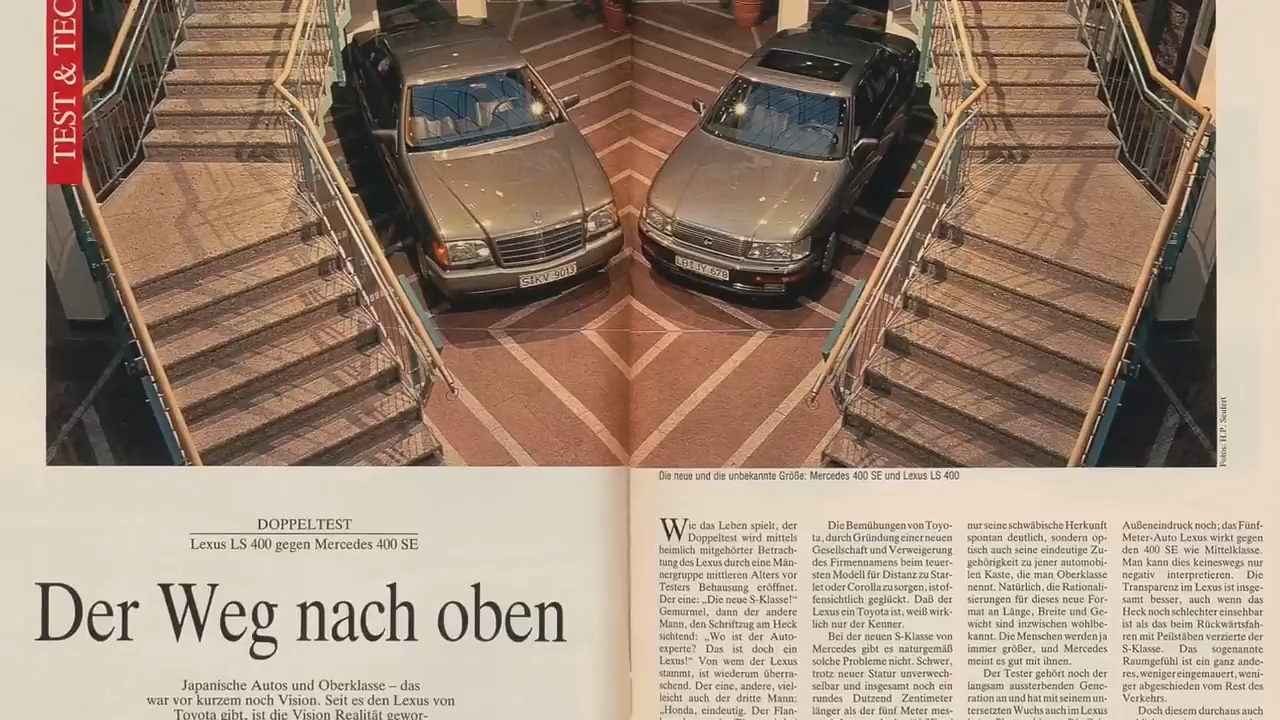 TEST & TEC
S KV 9013
LB JY 678
Fotos: H.P. Seufert
Die neue und die unbekannte Größe: Mercedes 400 SE und Lexus LS 400
DOPPELTEST
Lexus LS 400 gegen Mercedes 400 SE
Der Weg nach oben
Japanische Autos und Oberklasse – das
war vor kurzem noch Vision. Seit es den Lexus von
Toyota gibt, ist die Vision Realität gewor-
Wie das Leben spielt, der
Doppeltest wird mittels
heimlich mitgehörter Betrach-
tung des Lexus durch eine Män-
nergruppe mittleren Alters vor
Testers Behausung eröffnet.
Der eine: „Die neue S-Klasse!“
Gemurmel, dann der andere
Mann, den Schriftzug am Heck
sichtend: „Wo ist der Auto-
experte? Das ist doch ein
Lexus!“ Von wem der Lexus
stammt, ist wiederum überra-
schend. Der eine, andere, viel-
leicht auch der dritte Mann:
„Honda, eindeutig. Der Flan-
Die Bemühungen von Toyo-
ta, durch Gründung einer neuen
Gesellschaft und Verweigerung
des Firmennamens beim teuer-
sten Modell für Distanz zu Star-
let oder Corolla zu sorgen, ist of-
fensichtlich geglückt. Daß der
Lexus ein Toyota ist, weiß wirk-
lich nur der Kenner.
Bei der neuen S-Klasse von
Mercedes gibt es naturgemäß
solche Probleme nicht. Schwer,
trotz neuer Statur unverwech-
selbar und insgesamt noch ein
rundes Dutzend Zentimeter
länger als der fünf Meter mes-
nur seine schwäbische Herkunft
spontan deutlich, sondern op-
tisch auch seine eindeutige Zu-
gehörigkeit zu jener automobi-
len Kaste, die man Oberklasse
nennt. Natürlich, die Rational-
sierungen für dieses neue For-
mat an Länge, Breite und Ge-
wicht sind inzwischen wohlbe-
kannt. Die Menschen werden ja
immer größer, und Mercedes
meint es gut mit ihnen.
Der Tester gehört noch der
langsam aussterbenden Gene-
ration an und hat mit seinem un-
tersetzten Wuchs auch im Lexus
Außeneindruck noch; das Fünf-
Meter-Auto Lexus wirkt gegen
den 400 SE wie Mittelklasse.
Man kann dies keineswegs nur
negativ interpretieren. Die
Transparenz im Lexus ist insge-
samt besser, auch wenn das
Heck noch schlechter einsehbar
ist als das beim Rückwärtsfah-
ren mit Peilstäben verzierte der
S-Klasse. Das sogenannte
Raumgefühl ist ein ganz ande-
res, weniger eingemauert, weni-
ger abgeschieden vom Rest des
Verkehrs.
Doch diesem durchaus auch